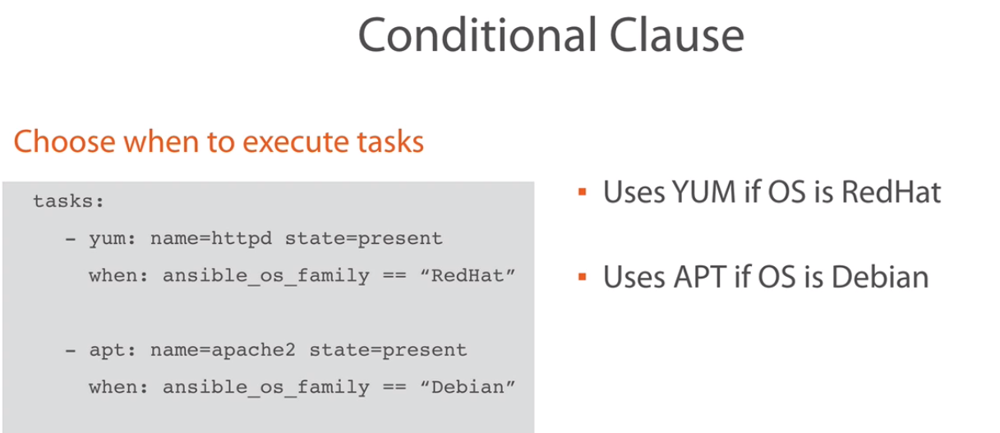 Conditional Clause
Choose when to execute tasks
tasks:
- yum: name=httpd state=present
when: ansible_os_family == “RedHat”
- apt: name=apache2 state=present
when: ansible_os_family == “Debian”
▪ Uses YUM if OS is RedHat
▪ Uses APT if OS is Debian